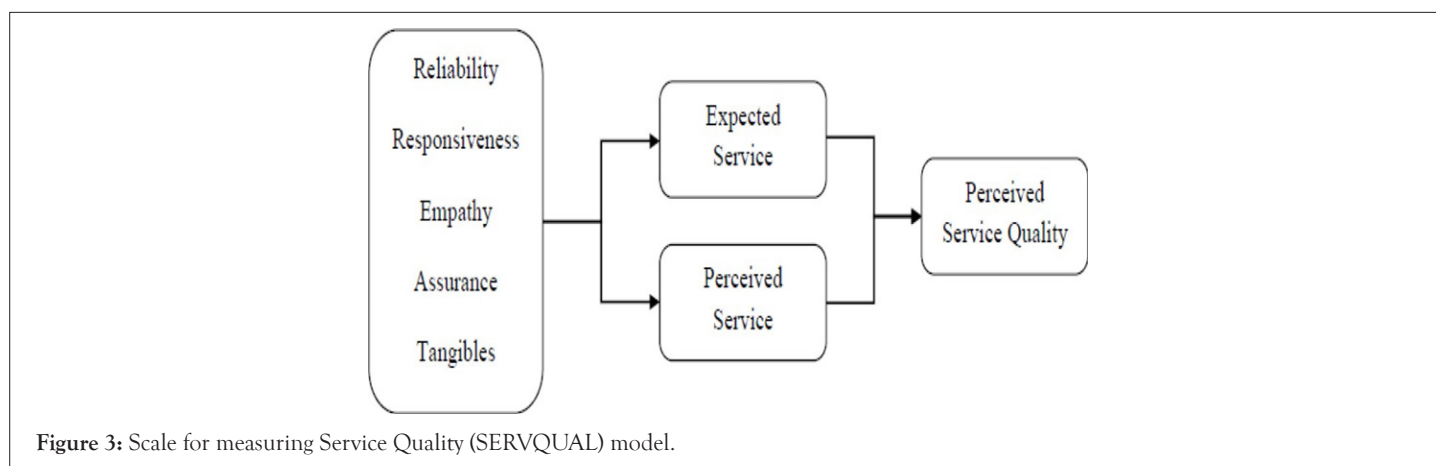 Reliability
Responsiveness
Empathy
Assurance
Tangibles
Expected
Service
Perceived
Service
Perceived
Service Quality
Figure 3: Scale for measuring Service Quality (SERVQUAL) model.